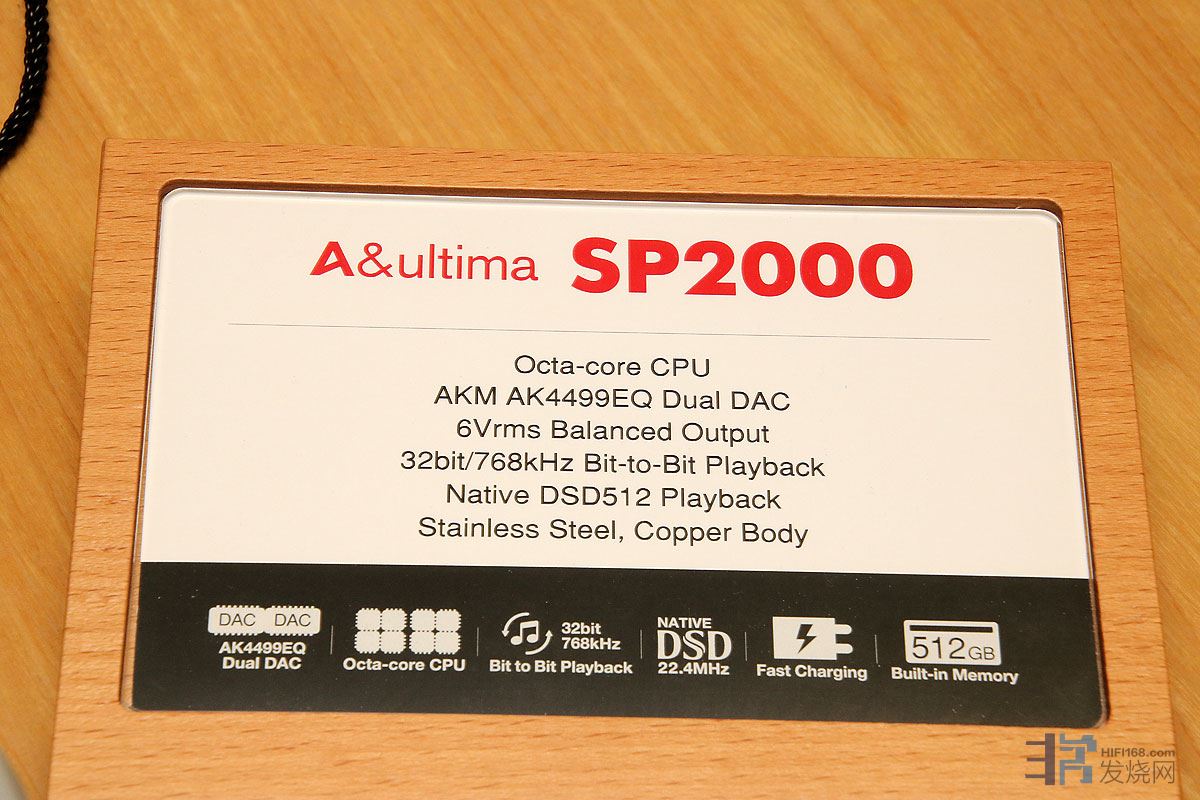 A&ultima SP2000
Octa-core CPU
AKM AK4499EQ Dual DAC
6Vrms Balanced Output
32bit/768kHz Bit-to-Bit Playback
Native DSD512 Playback
Stainless Steel, Copper Body
DAC DAC
AK4499EQ
Dual DAC
Octa-core CPU
32bit
768kHz
Bit to Bit Playback
NATIVE
DSD
22.4MHz
Fast Charging
512GB
Built-in Memory
HIFI168.com
发烧网